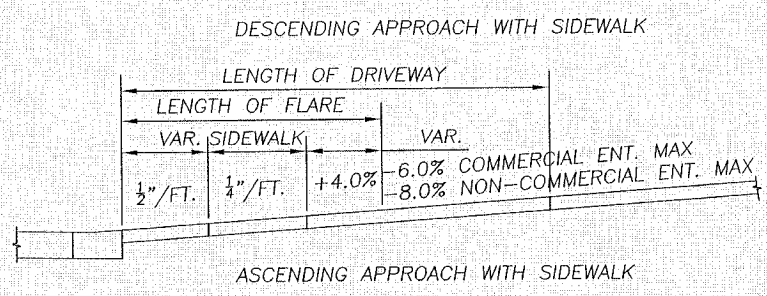 DESCENDING APPROACH WITH SIDEWALK
LENGTH OF DRIVEWAY
LENGTH OF FLARE
VAR. SIDEWALK VAR.
½"/FT. ¼"/FT. +4.0% -6.0% COMMERCIAL ENT. MAX
-8.0% NON-COMMERCIAL ENT. MAX
ASCENDING APPROACH WITH SIDEWALK